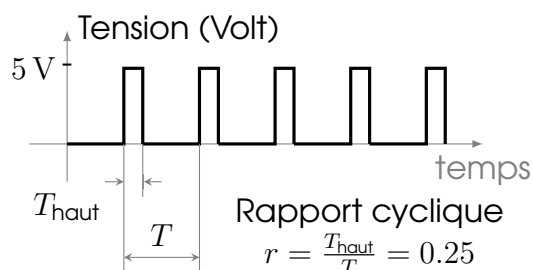 Tension (Volt)
5 V
temps
T_haut
T
Rapport cyclique
r = T_haut/T = 0.25